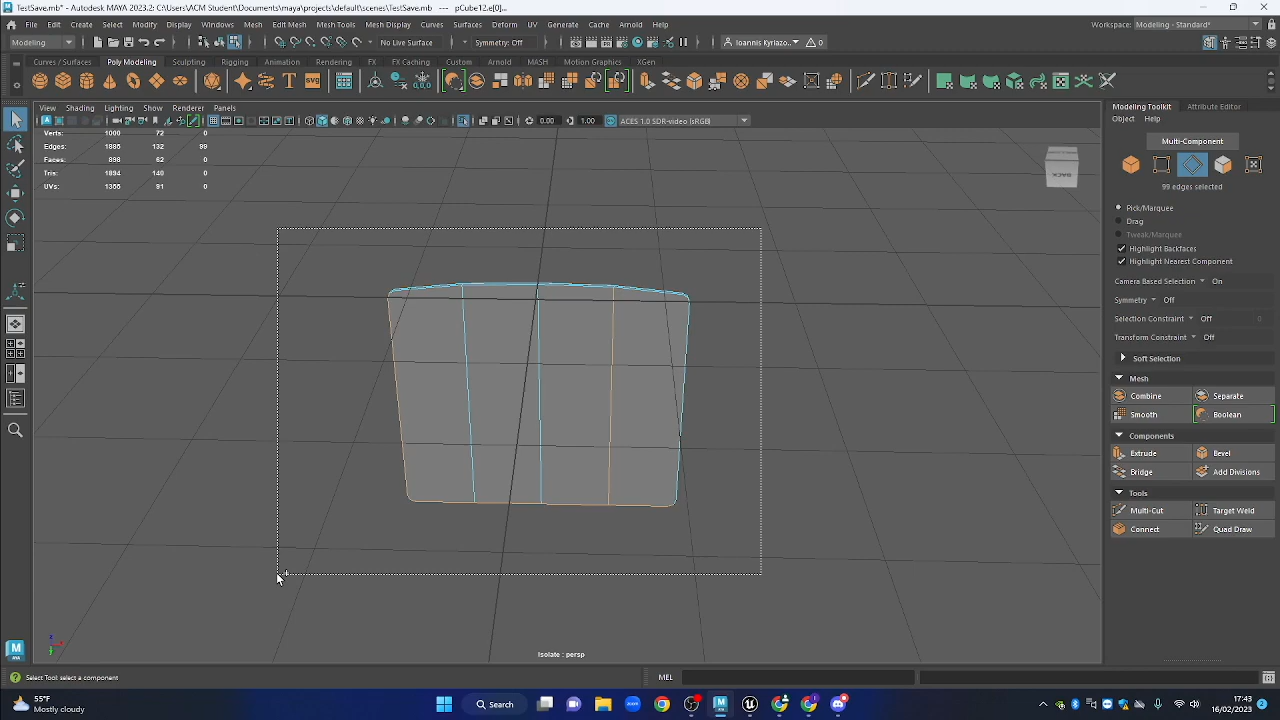 TestSave.mb* - Autodesk MAYA 2023.2: C:\Users\ACM Student\Documents\maya\projects\default\scenes\TestSave.mb --- pCube12.e[0]...
File Edit Create Select Modify Display Windows Mesh Edit Mesh Mesh Tools Mesh Display Curves Surfaces Deform UV Generate Cache Arnold Help
Workspace: Modeling - Standard*
Modeling No Live Surface Symmetry: Off Ioannis Kyriazo... 0
Curves / Surfaces Poly Modeling Sculpting Rigging Animation Rendering FX FX Caching Custom Arnold MASH Motion Graphics XGen
SVG
View Shading Lighting Show Renderer Panels
0.00 1.00 ACES 1.0 SDR-video (sRGB)
Verts: 1000 72 0
Edges: 1886 132 99
Faces: 898 62 0
Tris: 1894 140 0
UVs: 1366 91 0
BACK
Isolate : persp
Modeling Toolkit Attribute Editor
Object Help
Multi-Component
99 edges selected
Pick/Marquee
Drag
Tweak/Marquee
Highlight Backfaces
Highlight Nearest Component
Camera Based Selection On
Symmetry Off
Selection Constraint Off 0
Transform Constraint Off
Soft Selection
Mesh
Combine Separate
Smooth Boolean
Components
Extrude Bevel
Bridge Add Divisions
Tools
Multi-Cut Target Weld
Connect Quad Draw
Select Tool: select a component
MEL
55°F
Mostly cloudy
Search
zoom
17:43
16/02/23